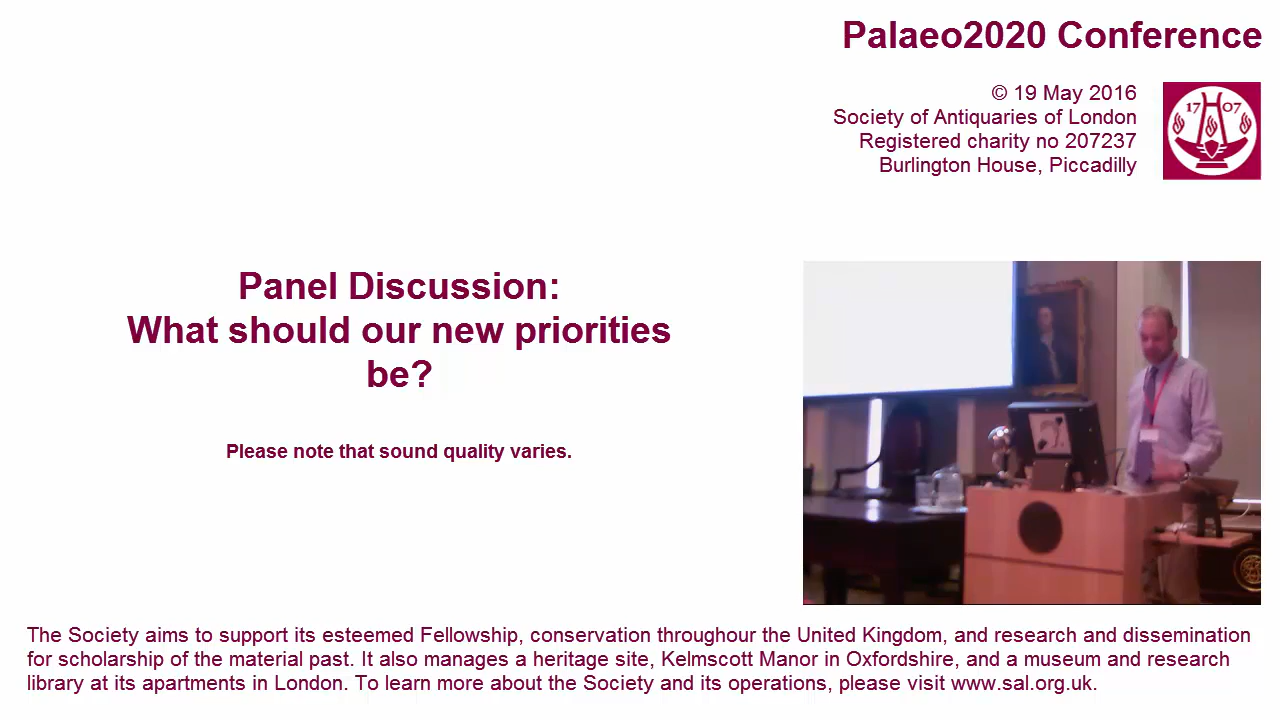 Palaeo2020 Conference
© 19 May 2016
Society of Antiquaries of London
Registered charity no 207237
Burlington House, Piccadilly
17 07
Panel Discussion:
What should our new priorities
be?
Please note that sound quality varies.
The Society aims to support its esteemed Fellowship, conservation throughour the United Kingdom, and research and dissemination
for scholarship of the material past. It also manages a heritage site, Kelmscott Manor in Oxfordshire, and a museum and research
library at its apartments in London. To learn more about the Society and its operations, please visit www.sal.org.uk.